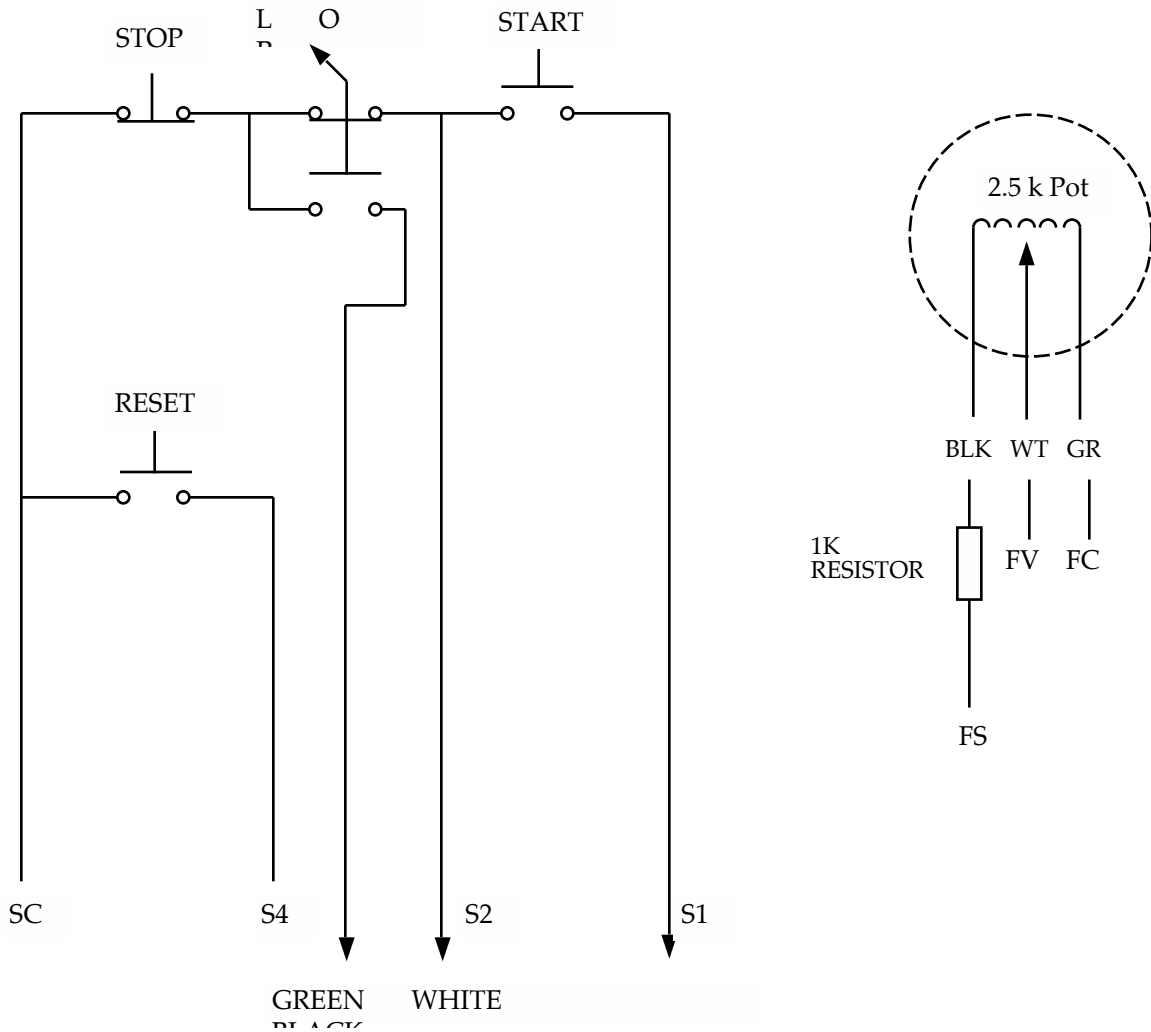 L O
STOP
START
2.5 k Pot
RESET
BLK WT GR
1K
RESISTOR
FV FC
FS
SC S4 S2 S1
GREEN WHITE